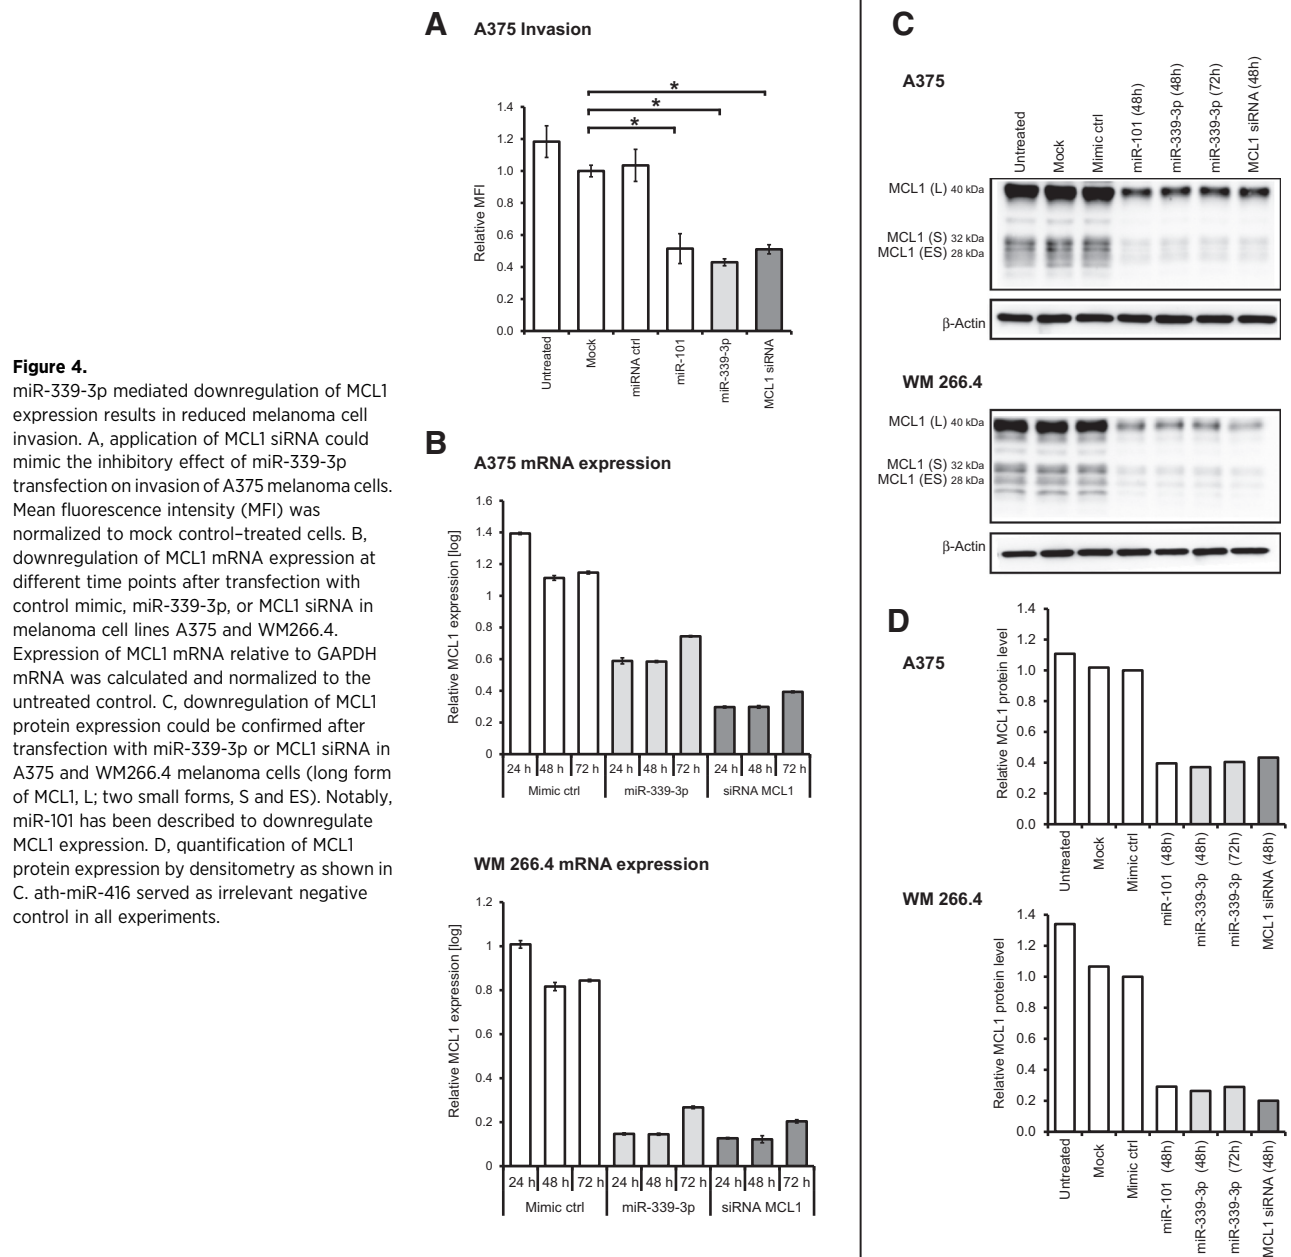 Figure 4.
miR-339-3p mediated downregulation of MCL1
expression results in reduced melanoma cell
invasion. A, application of MCL1 siRNA could
mimic the inhibitory effect of miR-339-3p
transfection on invasion of A375 melanoma cells.
Mean fluorescence intensity (MFI) was
normalized to mock control–treated cells. B,
downregulation of MCL1 mRNA expression at
different time points after transfection with
control mimic, miR-339-3p, or MCL1 siRNA in
melanoma cell lines A375 and WM266.4.
Expression of MCL1 mRNA relative to GAPDH
mRNA was calculated and normalized to the
untreated control. C, downregulation of MCL1
protein expression could be confirmed after
transfection with miR-339-3p or MCL1 siRNA in
A375 and WM266.4 melanoma cells (long form
of MCL1, L; two small forms, S and ES). Notably,
miR-101 has been described to downregulate
MCL1 expression. D, quantification of MCL1
protein expression by densitometry as shown in
C. ath-miR-416 served as irrelevant negative
control in all experiments.
A
A375 Invasion
Relative MFI
1.4
1.2
1.0
0.8
0.6
0.4
0.2
0.0
*
*
*
Untreated
Mock
miRNA ctrl
miR-101
miR-339-3p
MCL1 siRNA
B
A375 mRNA expression
Relative MCL1 expression [log]
1.6
1.4
1.2
1
0.8
0.6
0.4
0.2
0
24 h 48 h 72 h 24 h 48 h 72 h 24 h 48 h 72 h
Mimic ctrl miR-339-3p siRNA MCL1
WM 266.4 mRNA expression
Relative MCL1 expression [log]
1.2
1
0.8
0.6
0.4
0.2
0
24 h 48 h 72 h 24 h 48 h 72 h 24 h 48 h 72 h
Mimic ctrl miR-339-3p siRNA MCL1
C
A375
Untreated
Mock
Mimic ctrl
miR-101 (48h)
miR-339-3p (48h)
miR-339-3p (72h)
MCL1 siRNA (48h)
MCL1 (L) 40 kDa
MCL1 (S) 32 kDa
MCL1 (ES) 28 kDa
β-Actin
WM 266.4
MCL1 (L) 40 kDa
MCL1 (S) 32 kDa
MCL1 (ES) 28 kDa
β-Actin
D
A375
Relative MCL1 protein level
1.4
1.2
1.0
0.8
0.6
0.4
0.2
0.0
Untreated
Mock
Mimic ctrl
miR-101 (48h)
miR-339-3p (48h)
miR-339-3p (72h)
MCL1 siRNA (48h)
WM 266.4
Relative MCL1 protein level
1.4
1.2
1.0
0.8
0.6
0.4
0.2
0.0
Untreated
Mock
Mimic ctrl
miR-101 (48h)
miR-339-3p (48h)
miR-339-3p (72h)
MCL1 siRNA (48h)